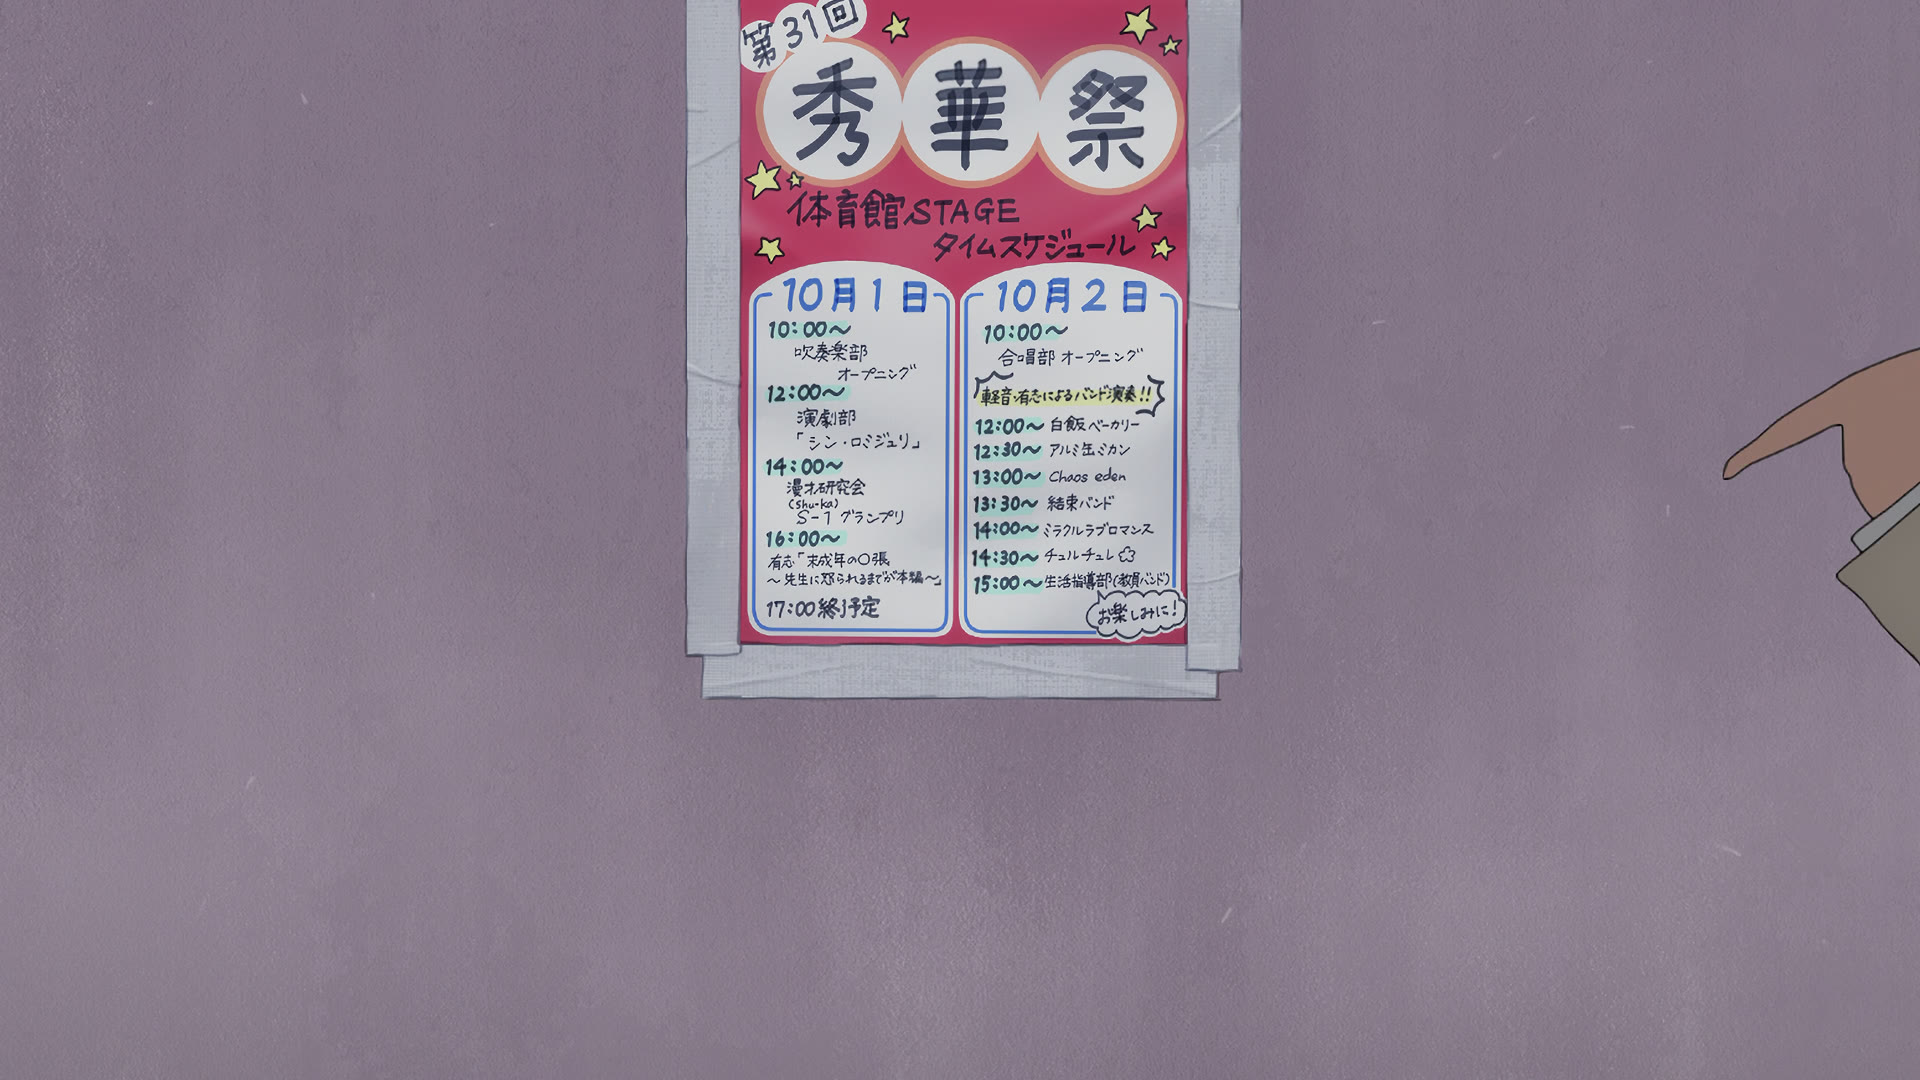 第31回
秀華祭
体育館STAGE
タイムスケジュール
10月1日
10:00〜
吹奏楽部
オープニング
12:00〜
演劇部
「シン・ロミジュリ」
14:00〜
漫才研究会
(shu-ka)
S-1グランプリ
16:00〜
有志「未成年の〇張
〜先生に怒られるまでが本編〜」
17:00終了予定
10月2日
10:00〜
合唱部 オープニング
軽音・有志によるバンド演奏!!
12:00〜 白飯ベーカリー
12:30〜 アルミ缶ミカン
13:00〜 Chaos eden
13:30〜 結束バンド
14:00〜 ミラクルラブロマンス
14:30〜 チュルチュレ
15:00〜 生活指導部(教員バンド)
お楽しみに!